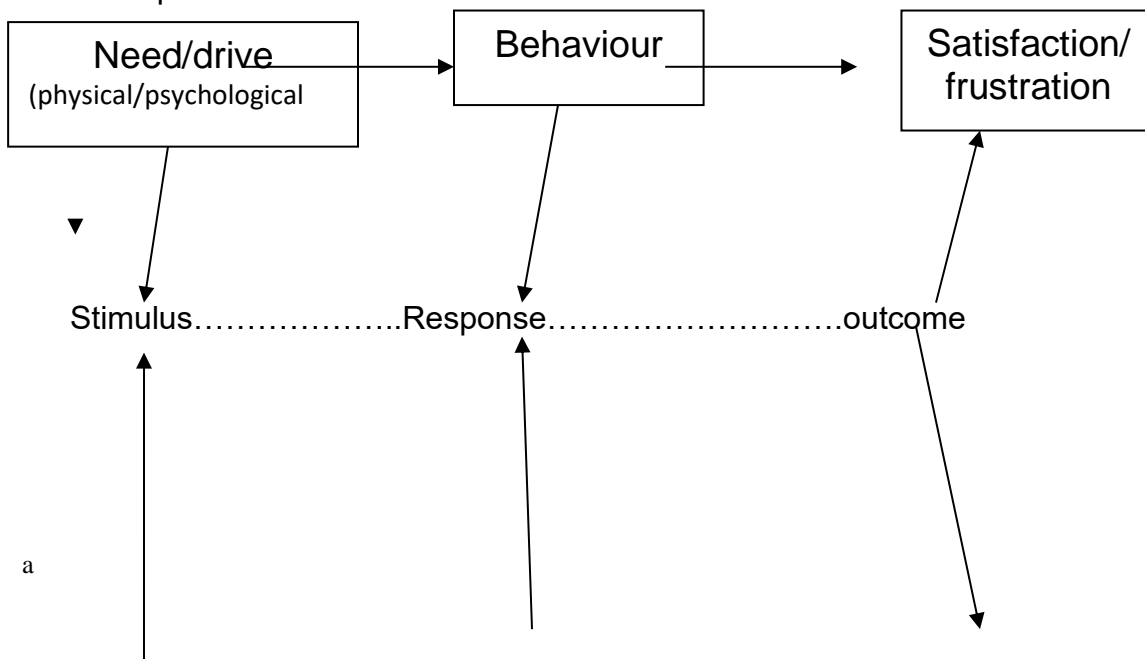 Need/drive
(physical/psychological
Behaviour
Satisfaction/
frustration
Stimulus………………..Response……………………….outcome
a